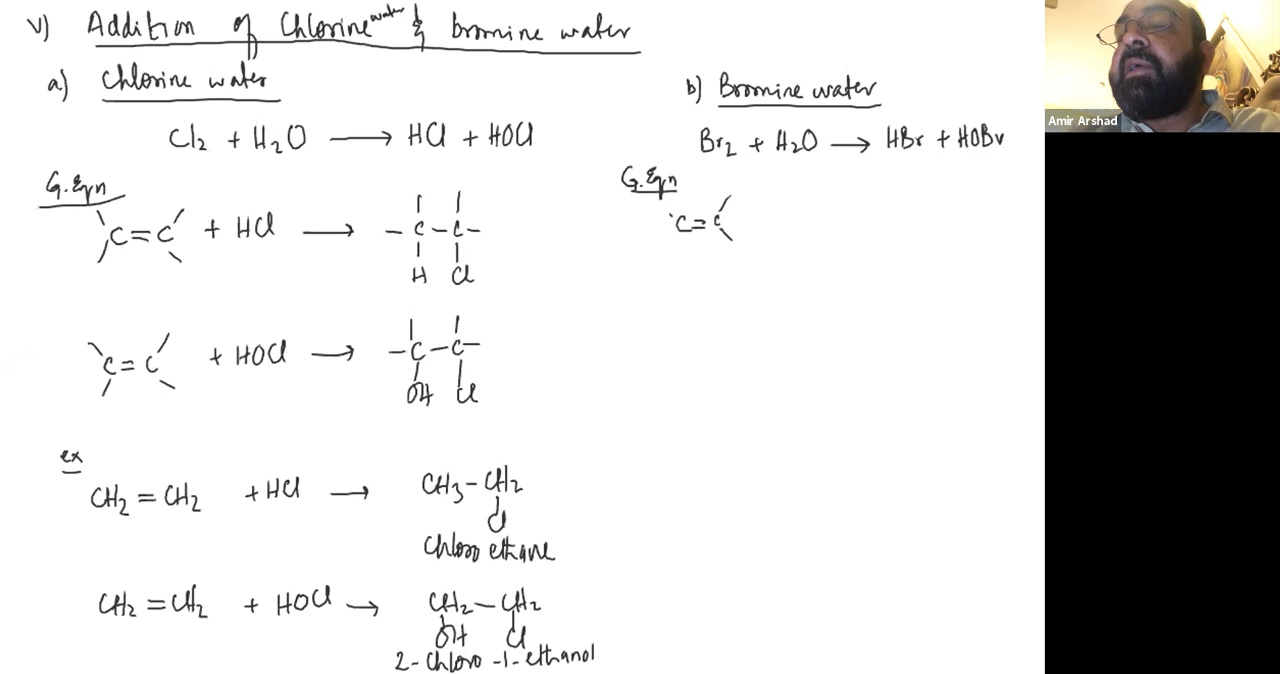 V) Addition of Chlorine water & bromine water
a) Chlorine water
Cl2 + H2O ⟶ HCl + HOCl
G.Eqn
C=C + HCl ⟶ -C-C-
H Cl
C=C + HOCl ⟶ -C-C-
OH Cl
ex
CH2=CH2 +HCl ⟶ CH3-CH2
Cl
Chloro ethane
CH2=CH2 + HOCl ⟶ CH2-CH2
OH Cl
2-chloro-1-ethanol
b) Bromine water
Br2 + H2O ⟶ HBr + HOBr
G.Eqn
C=C
Amir Arshad